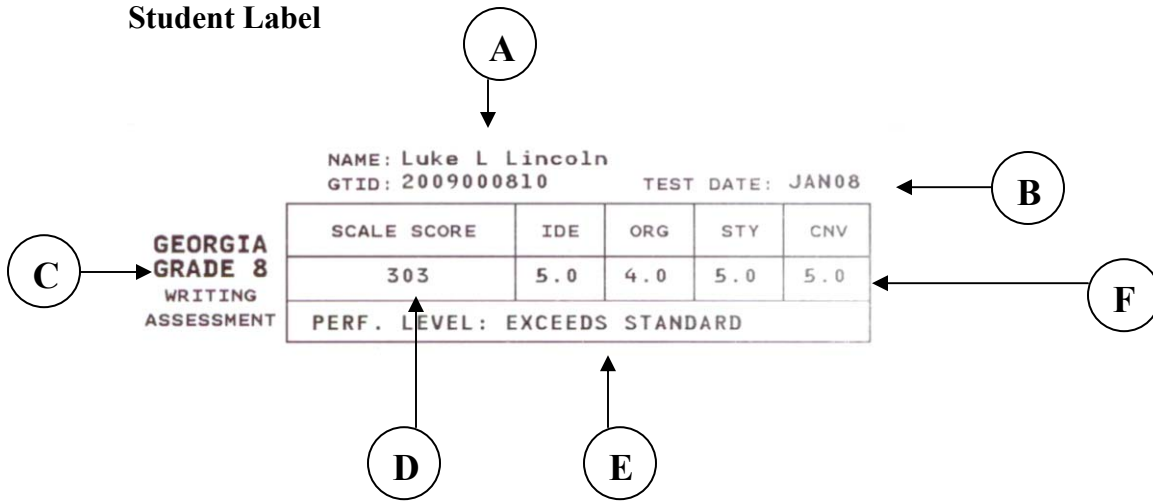 Student Label
A
NAME: Luke L Lincoln
GTID: 2009000810 TEST DATE: JAN08
B
SCALE SCORE IDE ORG STY CNV
GEORGIA
GRADE 8
WRITING
ASSESSMENT
C
303 5.0 4.0 5.0 5.0
F
PERF. LEVEL: EXCEEDS STANDARD
D
E